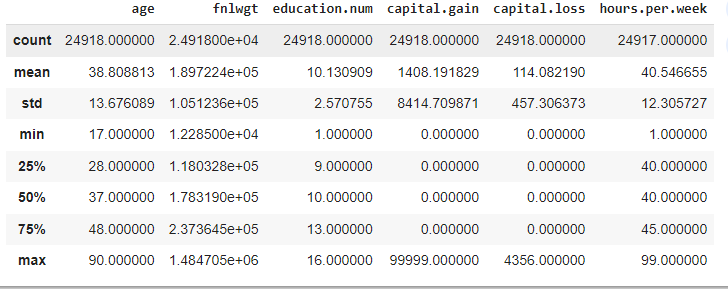 age fnlwgt education.num capital.gain capital.loss hours.per.week
count 24918.000000 2.491800e+04 24918.000000 24918.000000 24918.000000 24917.000000
mean 38.808813 1.897224e+05 10.130909 1408.191829 114.082190 40.546655
std 13.676089 1.051236e+05 2.570755 8414.709871 457.306373 12.305727
min 17.000000 1.228500e+04 1.000000 0.000000 0.000000 1.000000
25% 28.000000 1.180328e+05 9.000000 0.000000 0.000000 40.000000
50% 37.000000 1.783190e+05 10.000000 0.000000 0.000000 40.000000
75% 48.000000 2.373645e+05 13.000000 0.000000 0.000000 45.000000
max 90.000000 1.484705e+06 16.000000 99999.000000 4356.000000 99.000000